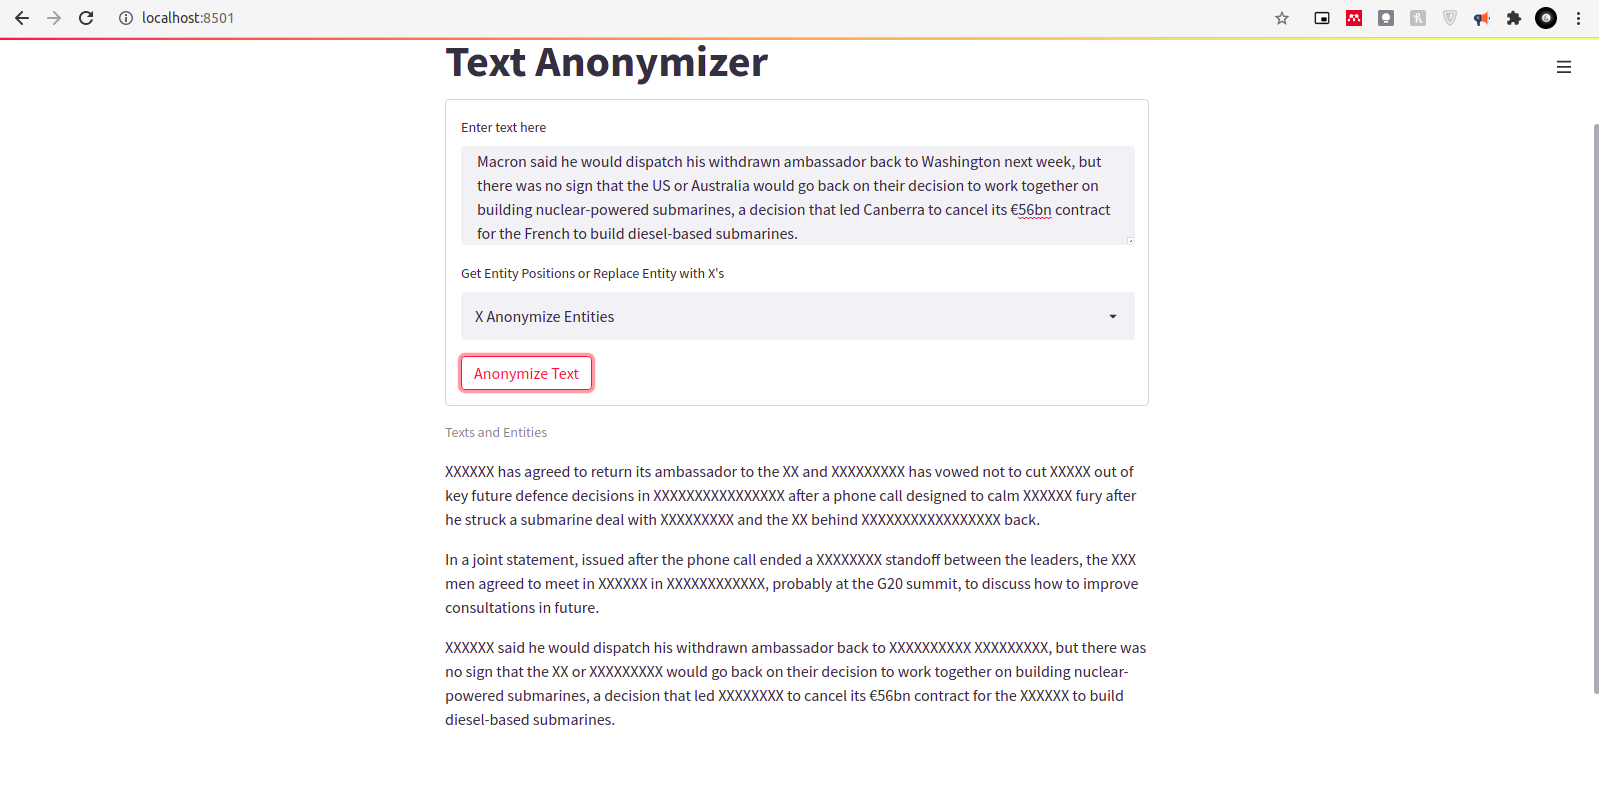 localhost:8501
Text Anonymizer
Enter text here
Macron said he would dispatch his withdrawn ambassador back to Washington next week, but
there was no sign that the US or Australia would go back on their decision to work together on
building nuclear-powered submarines, a decision that led Canberra to cancel its €56bn contract
for the French to build diesel-based submarines.
Get Entity Positions or Replace Entity with X's
X Anonymize Entities
Anonymize Text
Texts and Entities
XXXXXX has agreed to return its ambassador to the XX and XXXXXXXXX has vowed not to cut XXXXX out of
key future defence decisions in XXXXXXXXXXXXXXXX after a phone call designed to calm XXXXXX fury after
he struck a submarine deal with XXXXXXXXX and the XX behind XXXXXXXXXXXXXXXXX back.
In a joint statement, issued after the phone call ended a XXXXXXXX standoff between the leaders, the XXX
men agreed to meet in XXXXXX in XXXXXXXXXXXX, probably at the G20 summit, to discuss how to improve
consultations in future.
XXXXXX said he would dispatch his withdrawn ambassador back to XXXXXXXXXX XXXXXXXXX, but there was
no sign that the XX or XXXXXXXXX would go back on their decision to work together on building nuclear-
powered submarines, a decision that led XXXXXXXX to cancel its €56bn contract for the XXXXXX to build
diesel-based submarines.